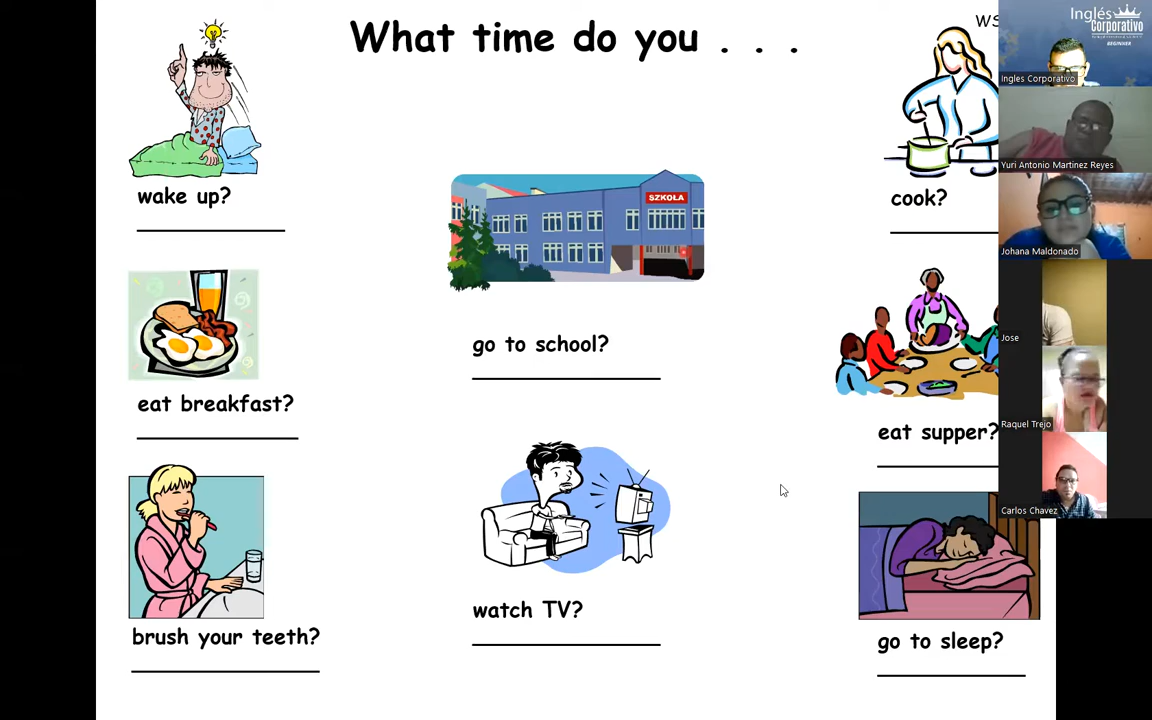 What time do you . . .
WS
wake up?
eat breakfast?
brush your teeth?
SZKOŁA
go to school?
watch TV?
cook?
eat supper?
go to sleep?
Inglés
Corporativo
BEGINNER
Ingles Corporativo
Yuri Antonio Martinez Reyes
Johana Maldonado
Jose
Raquel Trejo
Carlos Chavez